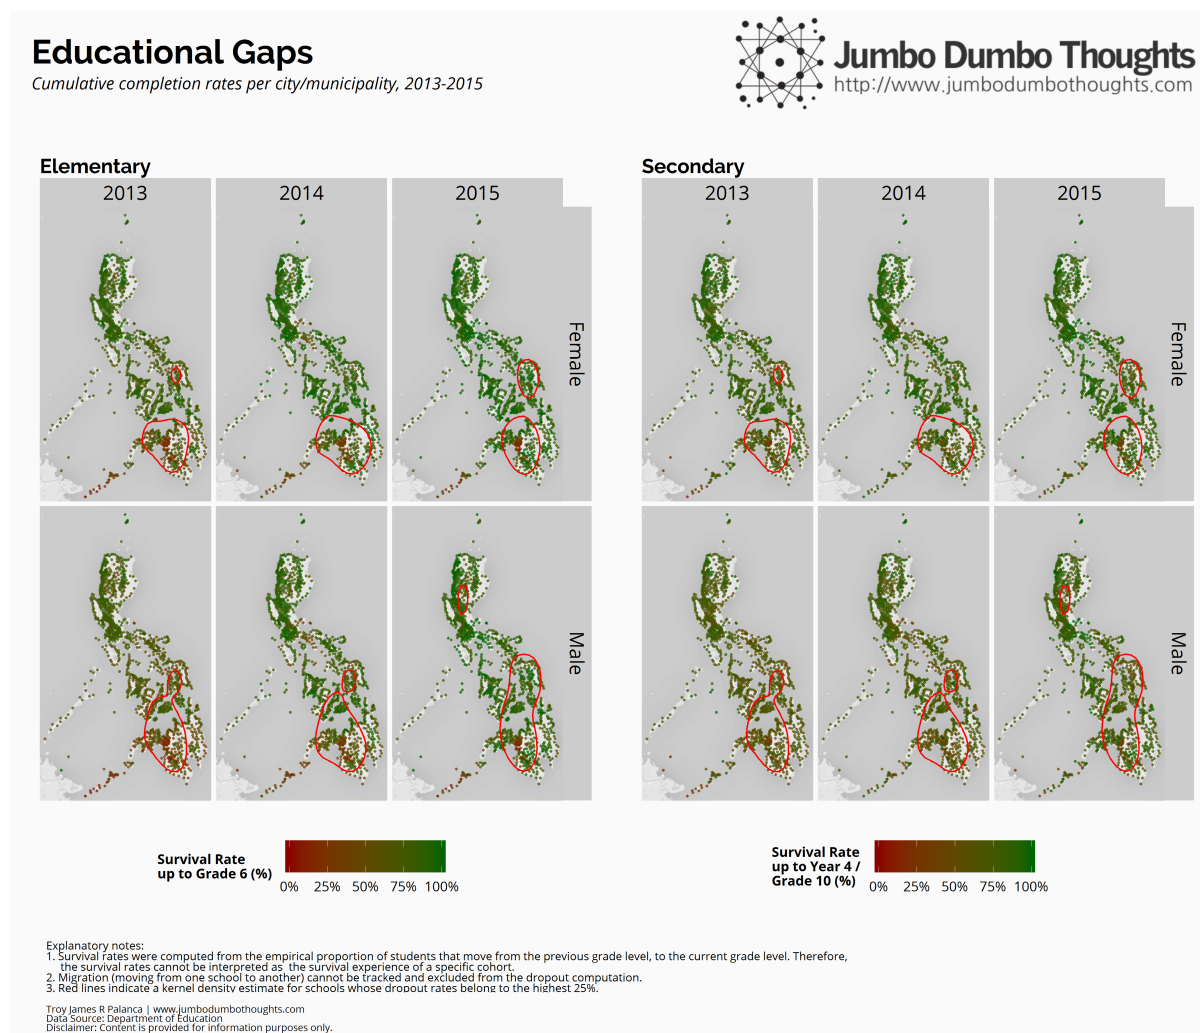 Educational Gaps
Cumulative completion rates per city/municipality, 2013-2015
Jumbo Dumbo Thoughts
http://www.jumbodumbothoughts.com
Elementary
2013
2014
2015
Female
Male
Secondary
2013
2014
2015
Female
Male
Survival Rate
up to Grade 6 (%)
0% 25% 50% 75% 100%
Survival Rate
up to Year 4 /
Grade 10 (%)
0% 25% 50% 75% 100%
Explanatory notes:
1. Survival rates were computed from the empirical proportion of students that move from the previous grade level, to the current grade level. Therefore,
the survival rates cannot be interpreted as the survival experience of a specific cohort.
2. Migration (moving from one school to another) cannot be tracked and excluded from the dropout computation.
3. Red lines indicate a kernel density estimate for schools whose dropout rates belong to the highest 25%.
Troy James R Palanca | www.jumbodumbothoughts.com
Data Source: Department of Education
Disclaimer: Content is provided for information purposes only.